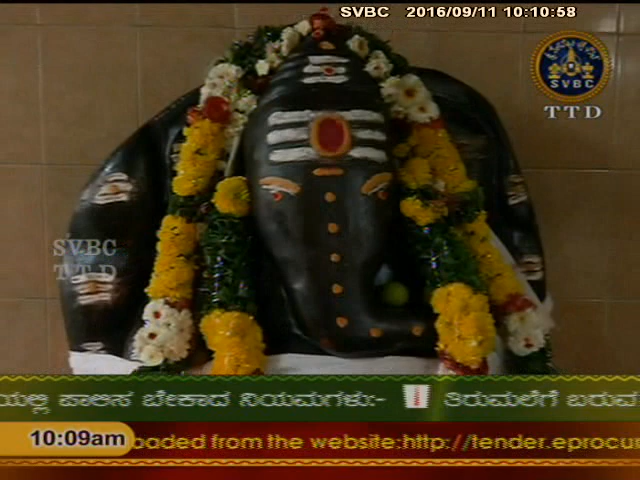 SVBC 2016/09/11 10:10:58
SVBC
TTD
SVBC
TTD
ಯಲ್ಲಿ ಪಾಲಿಸ ಬೇಕಾದ ನಿಯಮಗಳು:- ತಿರುಮಲೆಗೆ ಬರುವ
10:09am oaded from the website:http://tender.eprocu